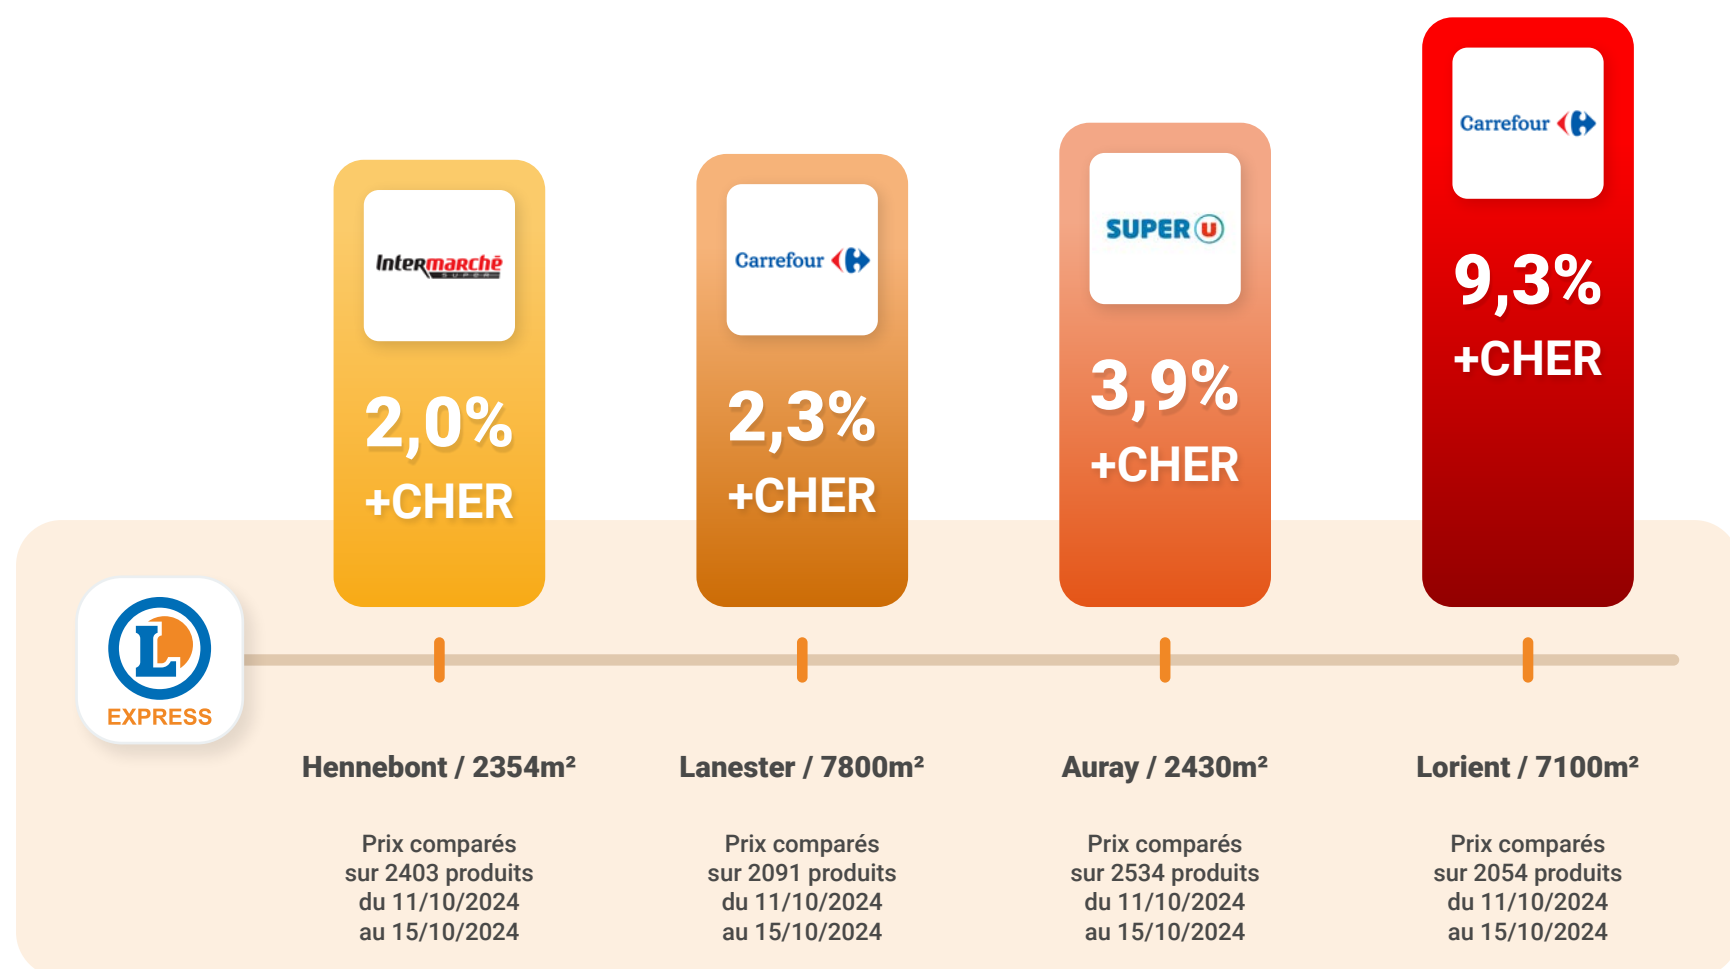 Intermarché
SUPER
2,0%
+CHER
Carrefour
2,3%
+CHER
SUPER U
3,9%
+CHER
Carrefour
9,3%
+CHER
L
EXPRESS
Hennebont / 2354m²
Prix comparés
sur 2403 produits
du 11/10/2024
au 15/10/2024
Lanester / 7800m²
Prix comparés
sur 2091 produits
du 11/10/2024
au 15/10/2024
Auray / 2430m²
Prix comparés
sur 2534 produits
du 11/10/2024
au 15/10/2024
Lorient / 7100m²
Prix comparés
sur 2054 produits
du 11/10/2024
au 15/10/2024